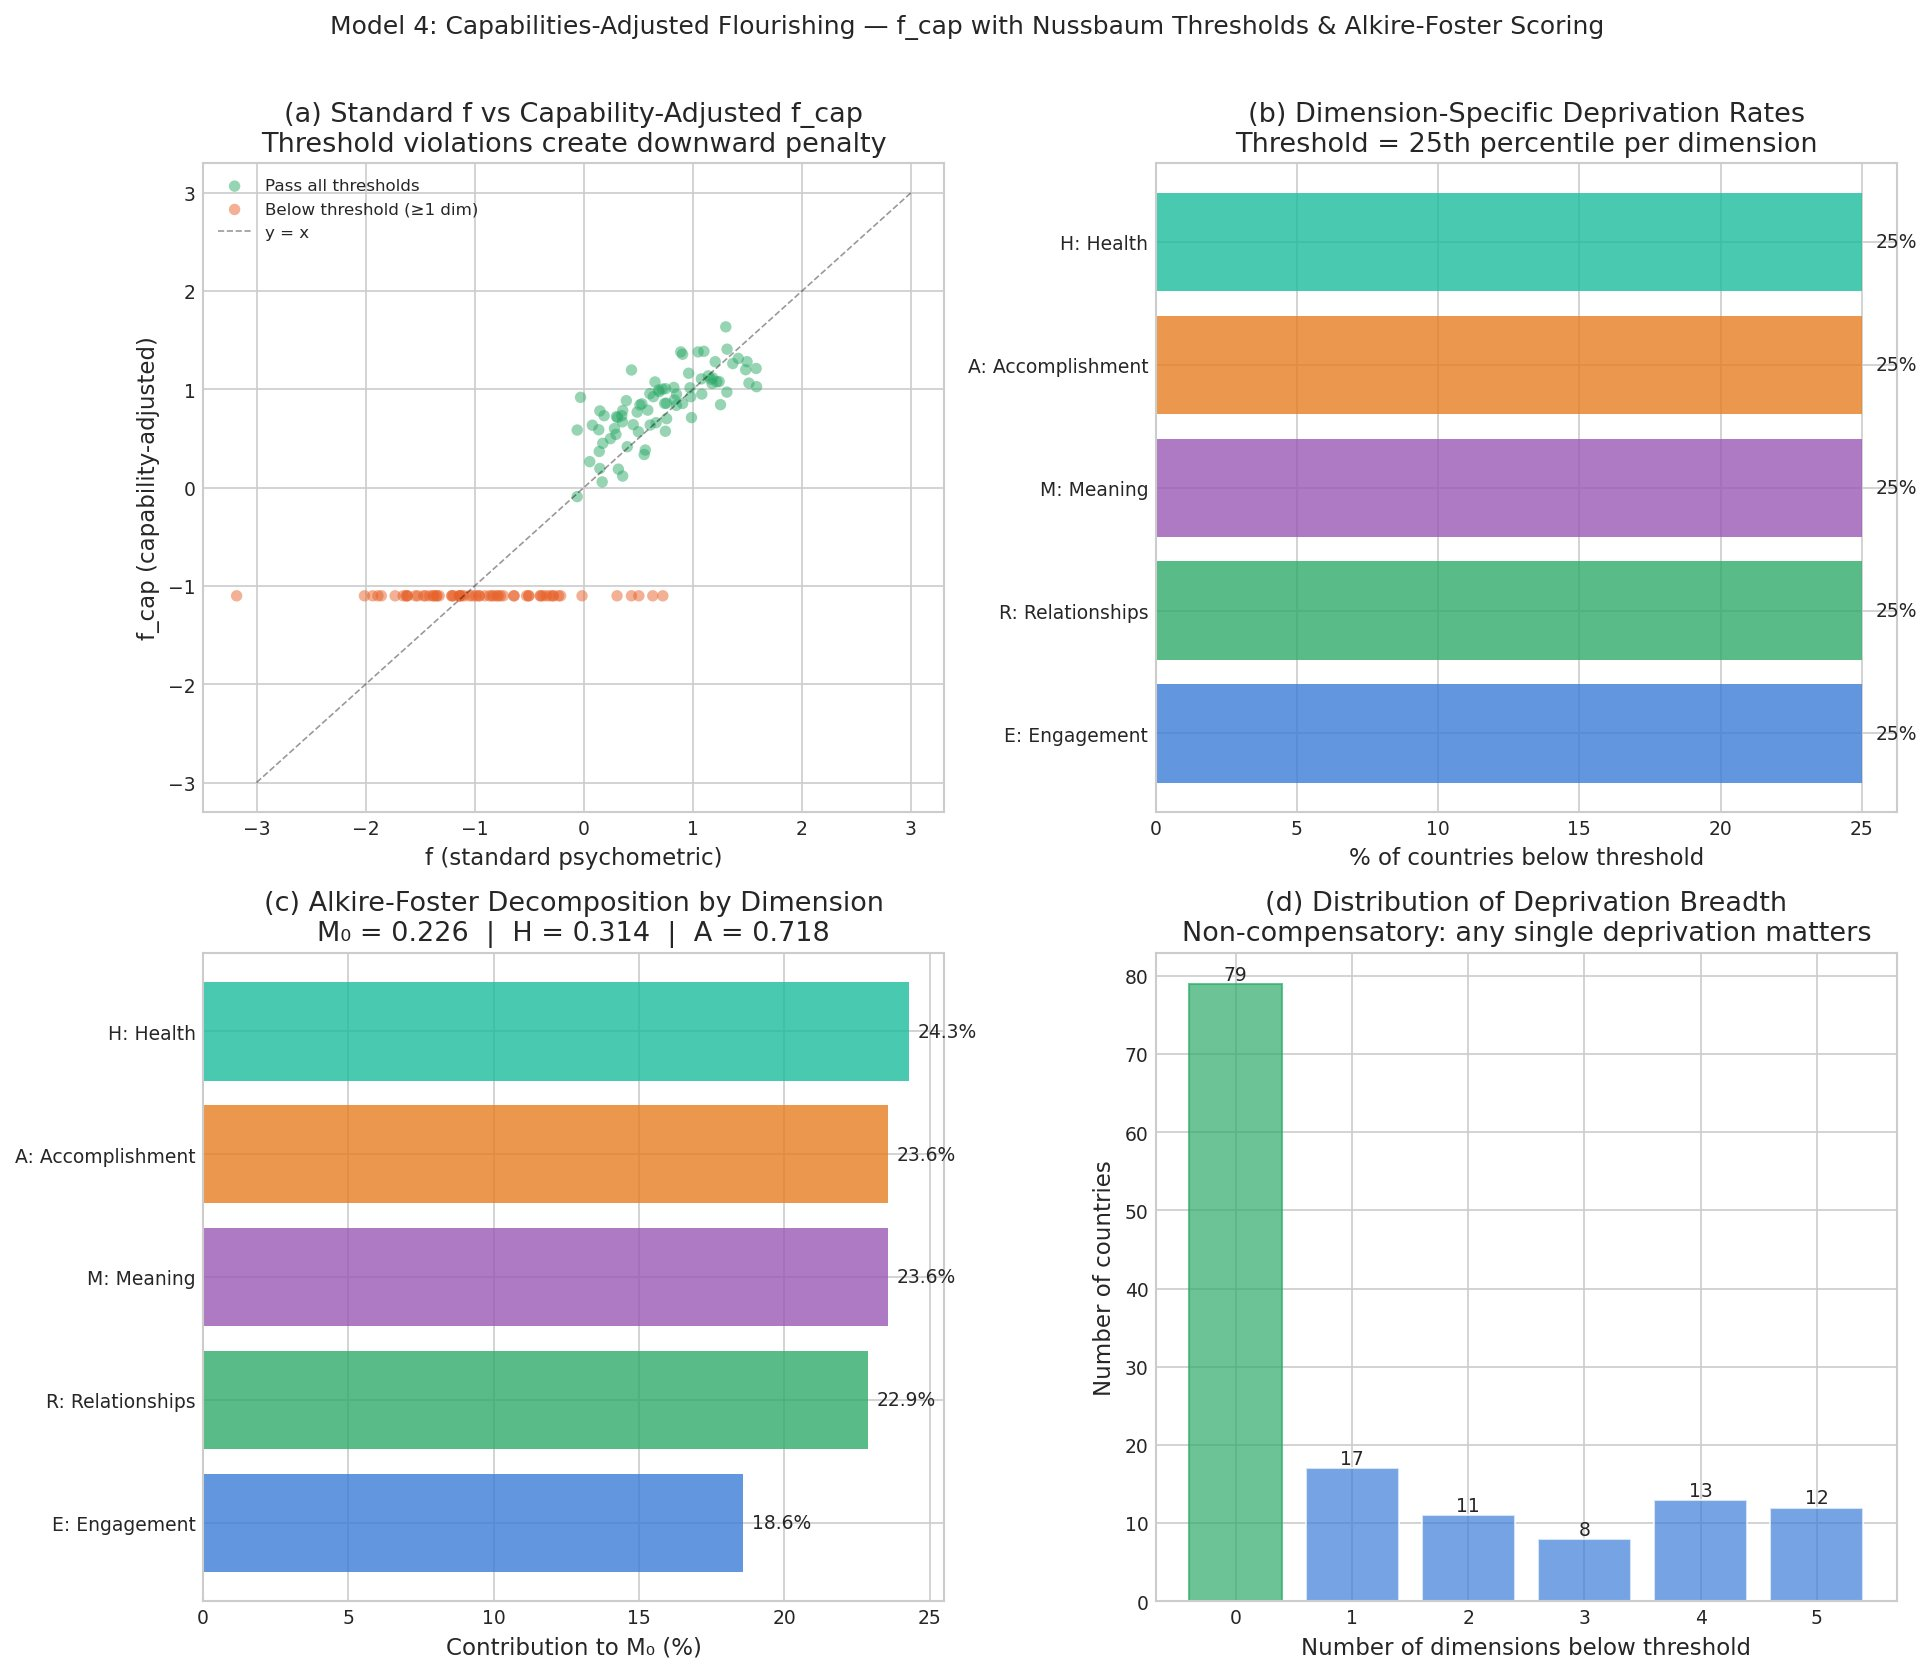 Model 4: Capabilities-Adjusted Flourishing — f_cap with Nussbaum Thresholds & Alkire-Foster Scoring
(a) Standard f vs Capability-Adjusted f_cap
Threshold violations create downward penalty
Pass all thresholds
Below threshold (≥1 dim)
y = x
3
2
1
0
−1
−2
−3
f_cap (capability-adjusted)
−3 −2 −1 0 1 2 3
f (standard psychometric)
(b) Dimension-Specific Deprivation Rates
Threshold = 25th percentile per dimension
H: Health 25%
A: Accomplishment 25%
M: Meaning 25%
R: Relationships 25%
E: Engagement 25%
0 5 10 15 20 25
% of countries below threshold
(c) Alkire-Foster Decomposition by Dimension
M₀ = 0.226 | H = 0.314 | A = 0.718
H: Health 24.3%
A: Accomplishment 23.6%
M: Meaning 23.6%
R: Relationships 22.9%
E: Engagement 18.6%
0 5 10 15 20 25
Contribution to M₀ (%)
(d) Distribution of Deprivation Breadth
Non-compensatory: any single deprivation matters
80
70
60
50
40
30
20
10
0
Number of countries
79
17
11
8
13
12
0 1 2 3 4 5
Number of dimensions below threshold